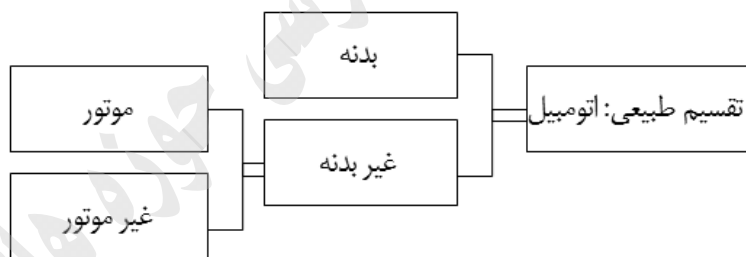 تقسیم طبیعی: اتومبیل
بدنه
غیر بدنه
موتور
غیر موتور